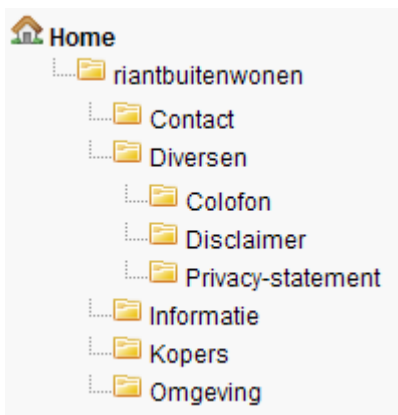 Home
riantbuitenwonen
Contact
Diversen
Colofon
Disclaimer
Privacy-statement
Informatie
Kopers
Omgeving